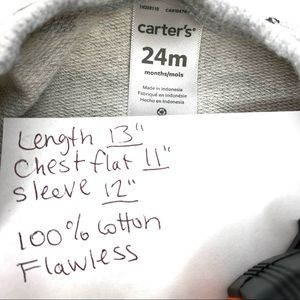 carter's®
24m
months/mois
Made in Indonesia
Fabriqué en Indonésie
Hecho en Indonesia
Length 13"
Chest flat 11"
Sleeve 12"
100% Cotton
Flawless